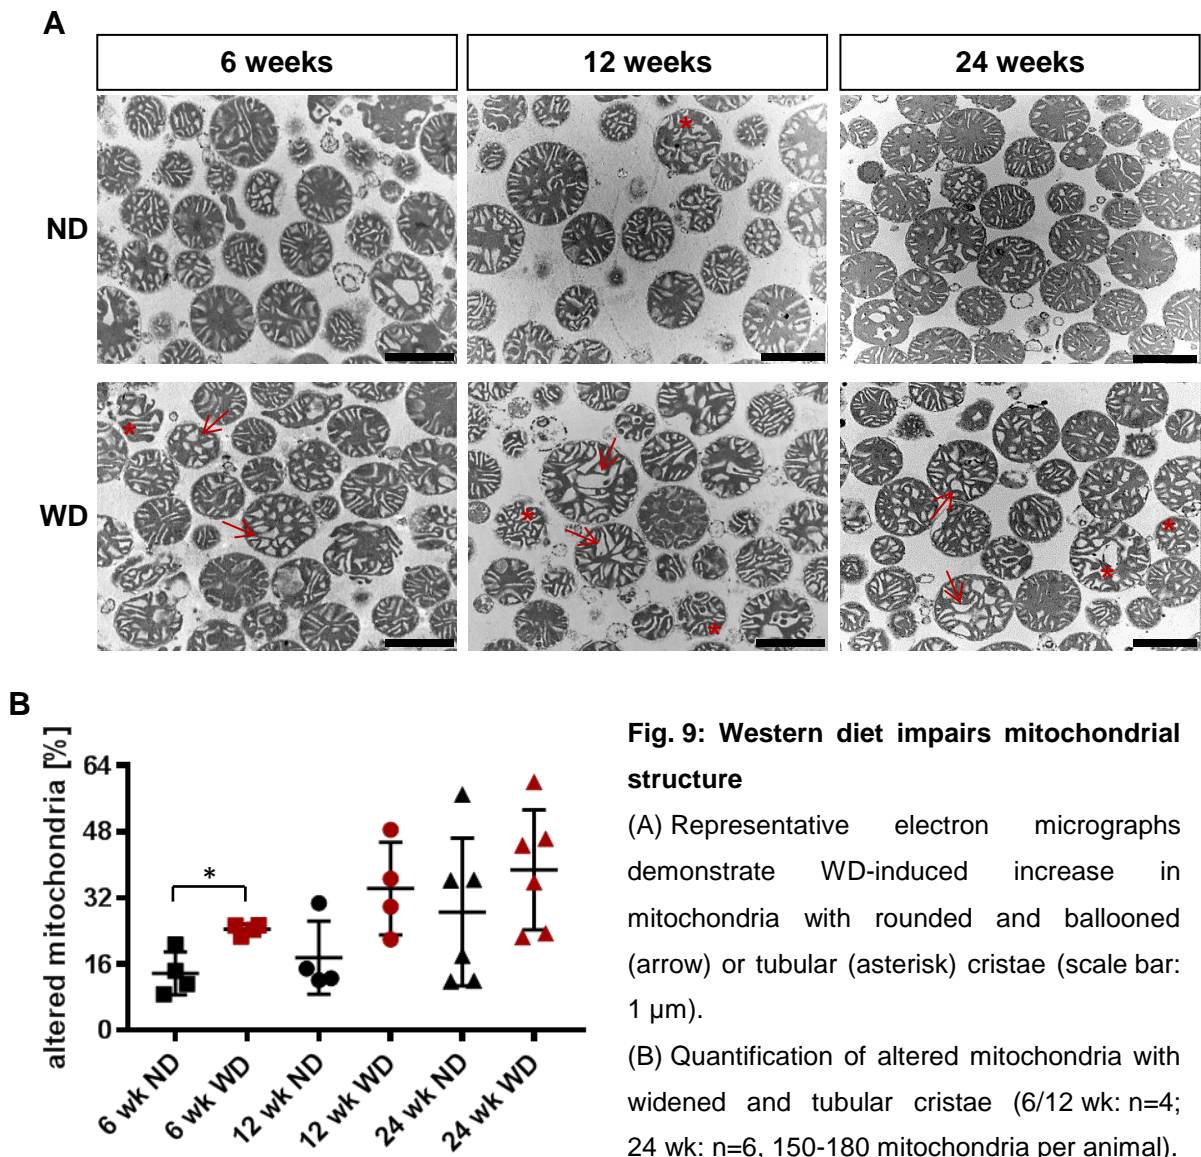 A
6 weeks
12 weeks
24 weeks
ND
*
WD
*
*
*
*
*
B
altered mitochondria [%]
64
48
32
16
0
*
6 wk ND
6 wk WD
12 wk ND
12 wk WD
24 wk ND
24 wk WD
Fig. 9: Western diet impairs mitochondrial
structure
(A) Representative electron micrographs
demonstrate WD-induced increase in
mitochondria with rounded and ballooned
(arrow) or tubular (asterisk) cristae (scale bar:
1 µm).
(B) Quantification of altered mitochondria with
widened and tubular cristae (6/12 wk: n=4;
24 wk: n=6, 150-180 mitochondria per animal).